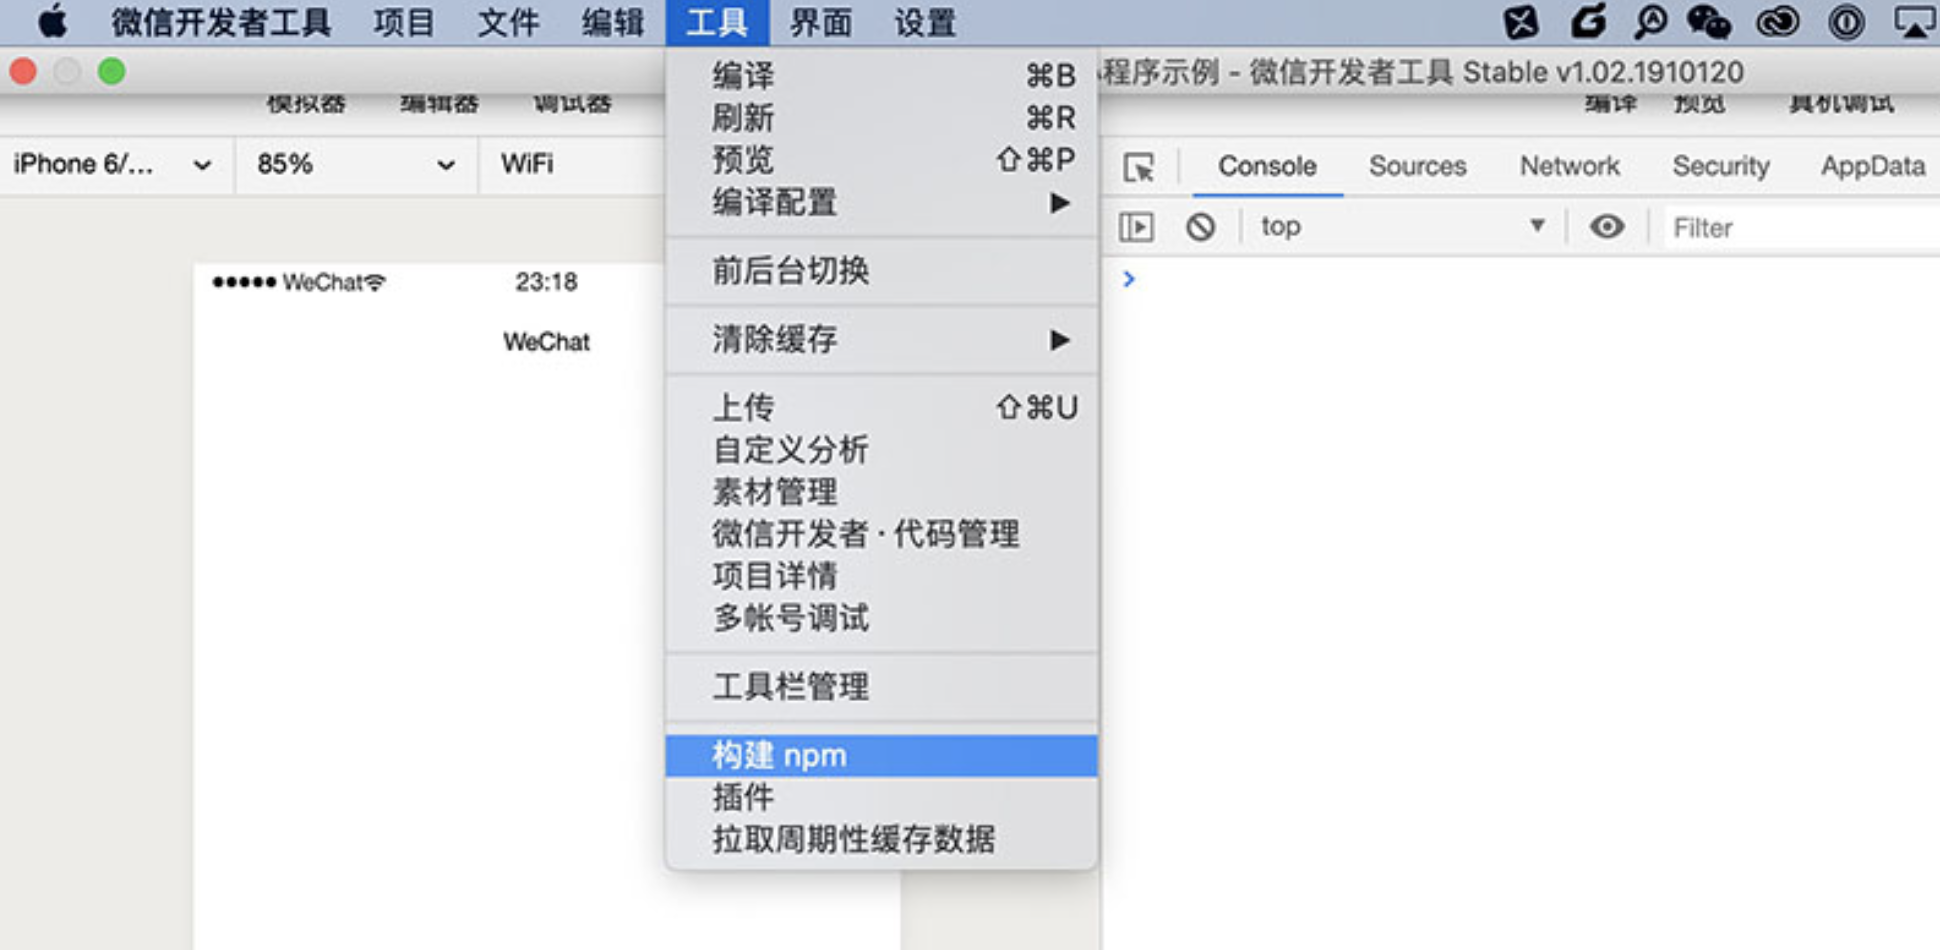 微信开发者工具 项目 文件 编辑 工具 界面 设置
程序示例 - 微信开发者工具 Stable v1.02.1910120
模拟器 编辑器 调试器
编译 预览 真机调试
iPhone 6/... 85% WiFi
Console Sources Network Security AppData
top Filter
WeChat 23:18
WeChat
编译 ⌘B
刷新 ⌘R
预览 ⇧⌘P
编译配置
前后台切换
清除缓存
上传 ⇧⌘U
自定义分析
素材管理
微信开发者 · 代码管理
项目详情
多帐号调试
工具栏管理
构建 npm
插件
拉取周期性缓存数据